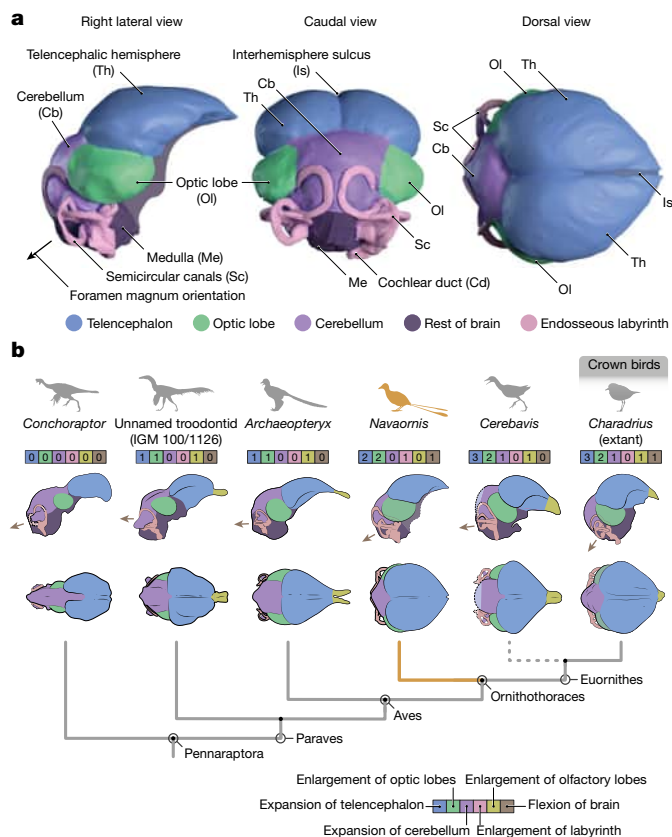 a
Right lateral view
Caudal view
Dorsal view
Telencephalic hemisphere
(Th)
Interhemisphere sulcus
(Is)
Ol
Th
Cerebellum
(Cb)
Cb
Th
Sc
Cb
Optic lobe
(Ol)
Ol
Is
Sc
Medulla (Me)
Th
Semicircular canals (Sc)
Me
Cochlear duct (Cd)
Ol
Foramen magnum orientation
Telencephalon
Optic lobe
Cerebellum
Rest of brain
Endosseous labyrinth
b
Crown birds
Conchoraptor
Unnamed troodontid
(IGM 100/1126)
Archaeopteryx
Navaornis
Cerebavis
Charadrius
(extant)
0 0 0 0 0 0
1 1 0 0 1 0
1 1 0 0 1 0
2 2 0 1 0 1
3 2 1 0 1 0
3 2 1 0 1 1
Euornithes
Ornithothoraces
Aves
Paraves
Pennaraptora
Enlargement of optic lobes
Enlargement of olfactory lobes
Expansion of telencephalon
Flexion of brain
Expansion of cerebellum
Enlargement of labyrinth